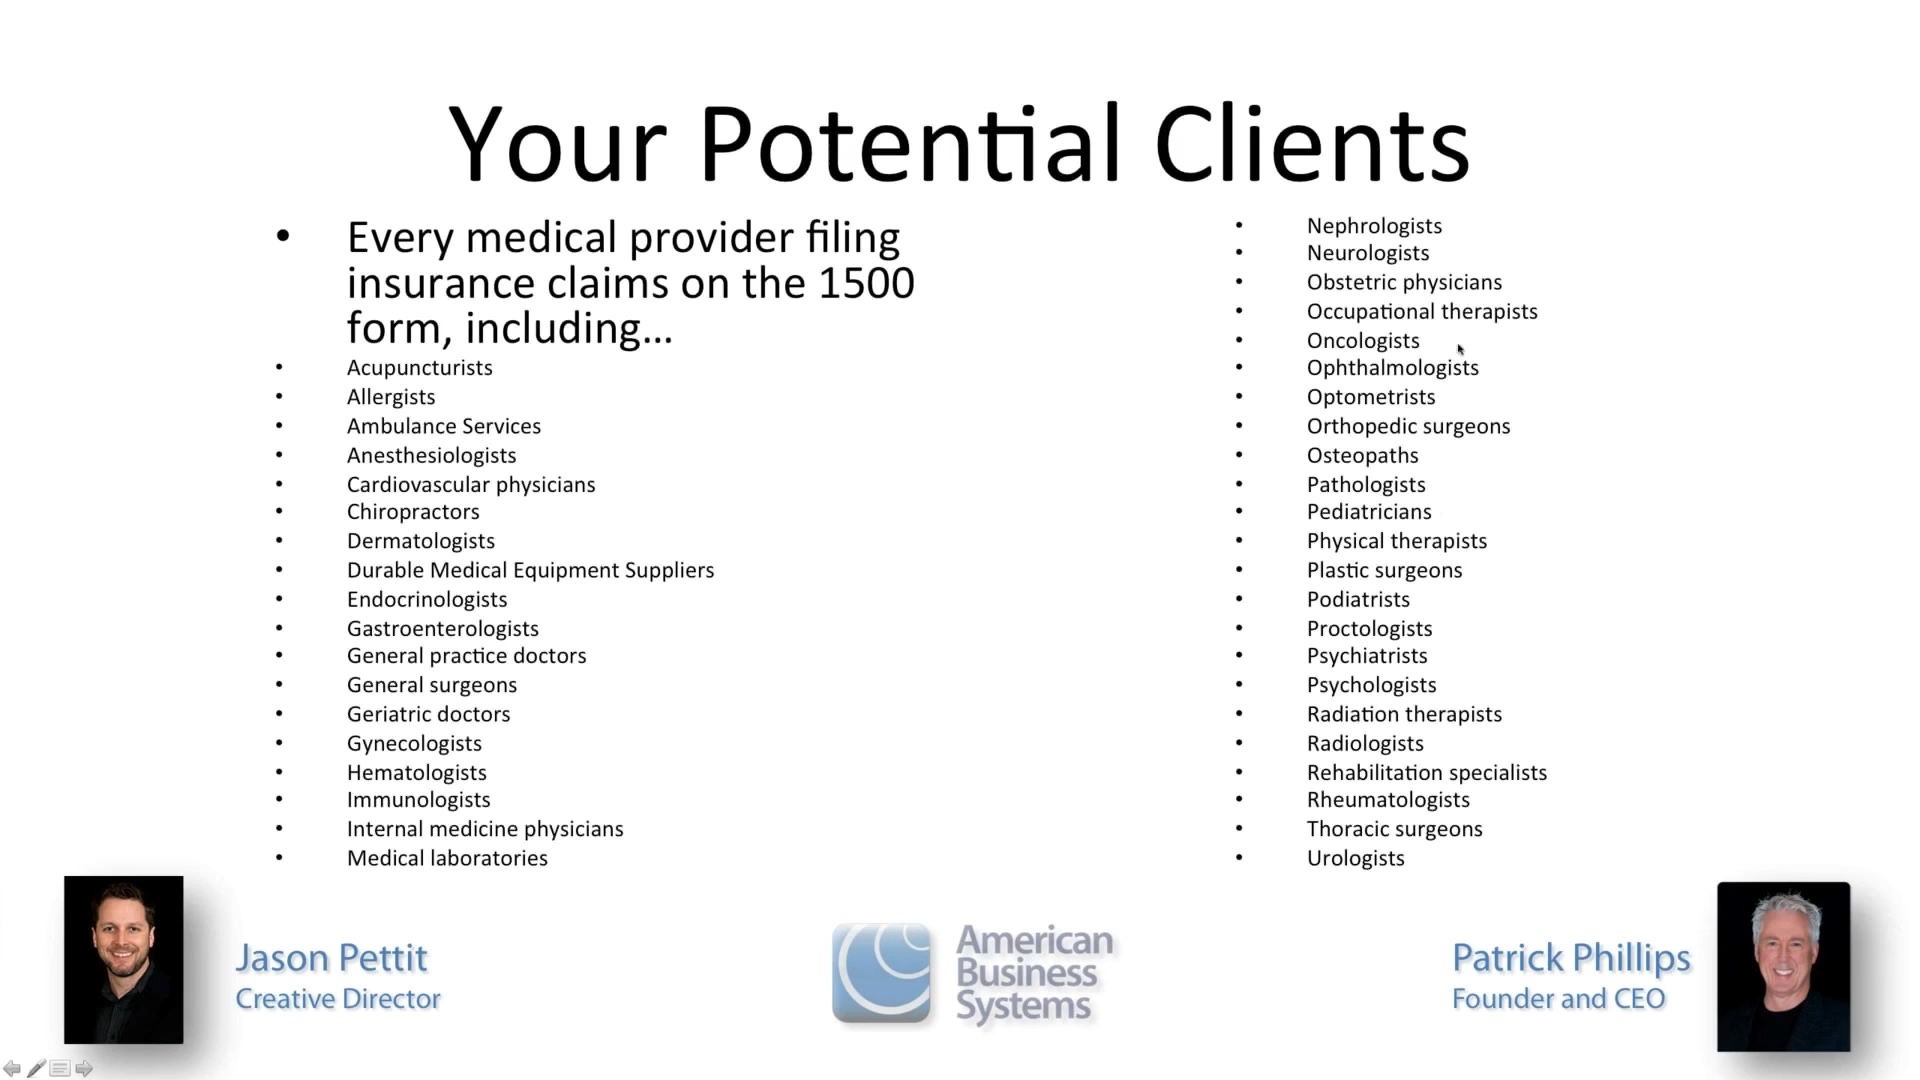 Your Potential Clients
• Every medical provider filing
insurance claims on the 1500
form, including...
• Acupuncturists
• Allergists
• Ambulance Services
• Anesthesiologists
• Cardiovascular physicians
• Chiropractors
• Dermatologists
• Durable Medical Equipment Suppliers
• Endocrinologists
• Gastroenterologists
• General practice doctors
• General surgeons
• Geriatric doctors
• Gynecologists
• Hematologists
• Immunologists
• Internal medicine physicians
• Medical laboratories
• Nephrologists
• Neurologists
• Obstetric physicians
• Occupational therapists
• Oncologists
• Ophthalmologists
• Optometrists
• Orthopedic surgeons
• Osteopaths
• Pathologists
• Pediatricians
• Physical therapists
• Plastic surgeons
• Podiatrists
• Proctologists
• Psychiatrists
• Psychologists
• Radiation therapists
• Radiologists
• Rehabilitation specialists
• Rheumatologists
• Thoracic surgeons
• Urologists
Jason Pettit
Creative Director
American
Business
Systems
Patrick Phillips
Founder and CEO